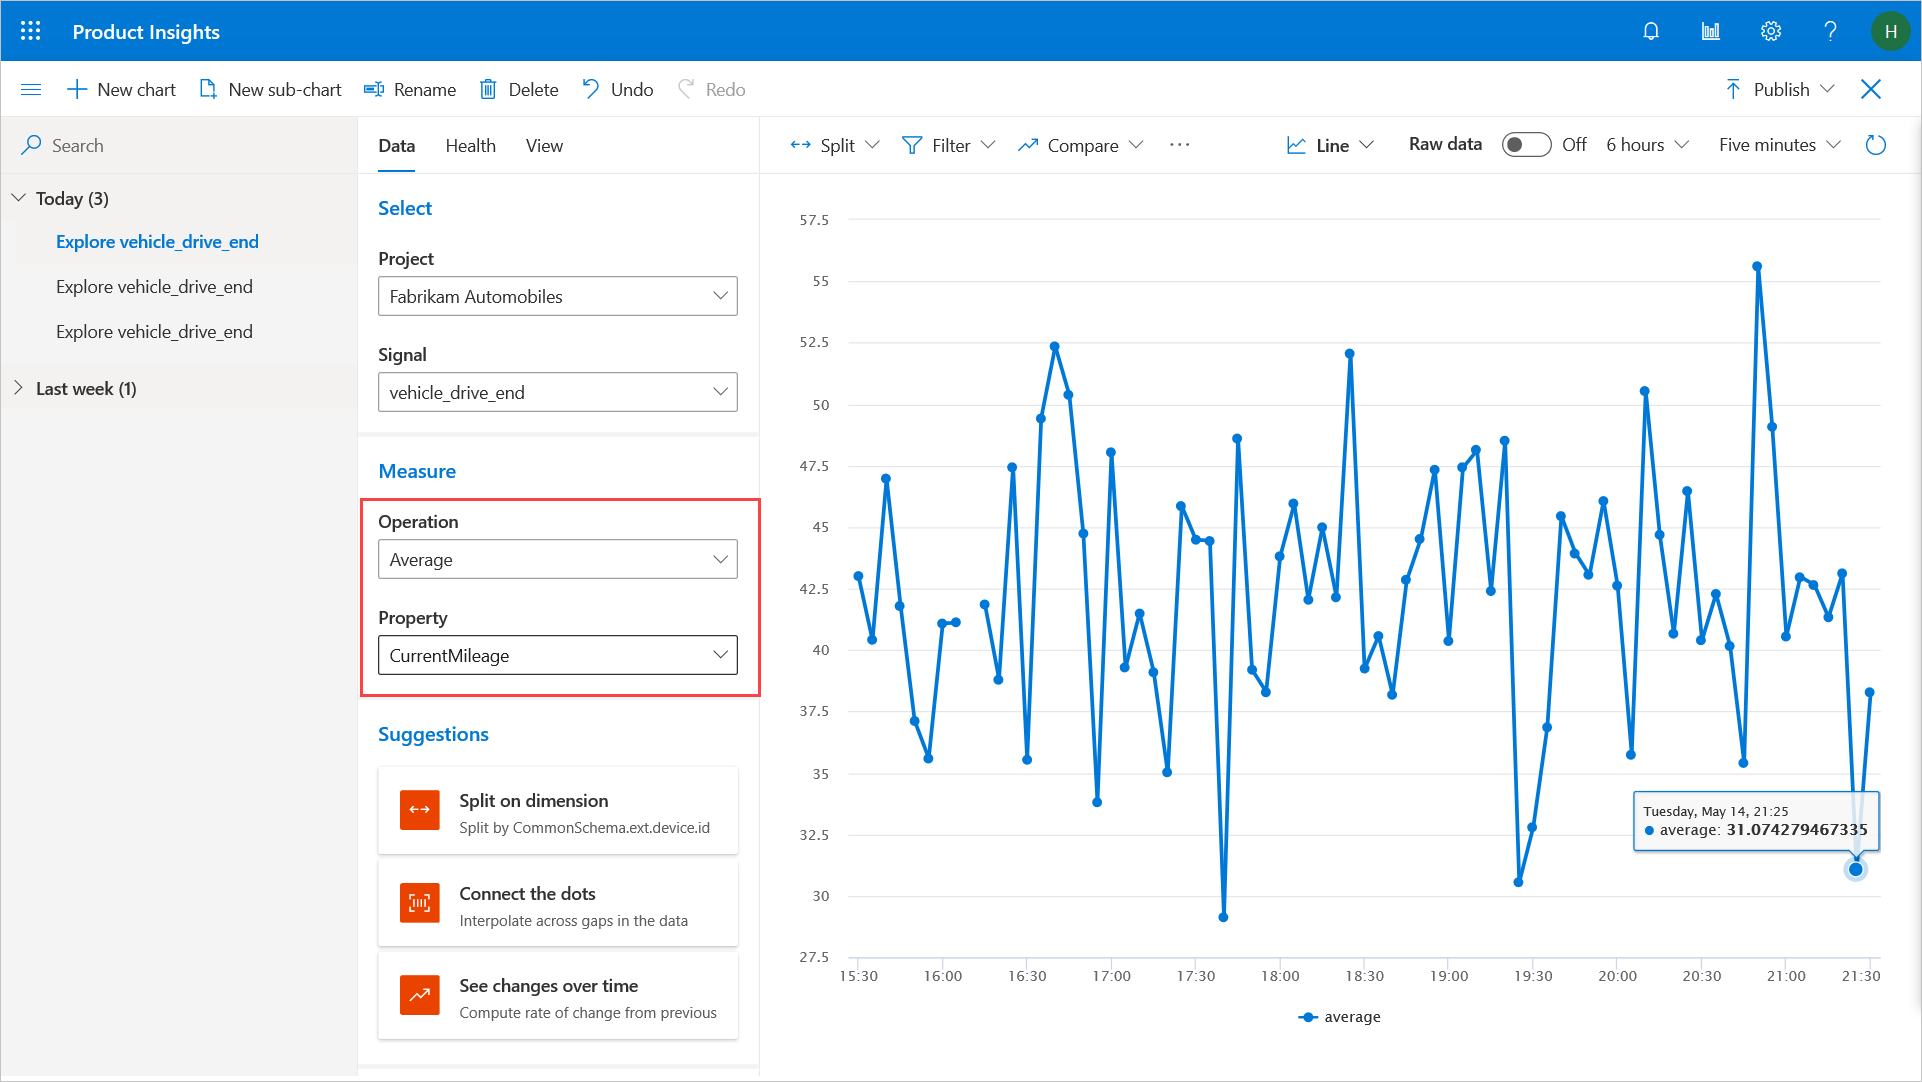 Product Insights
H
New chart
New sub-chart
Rename
Delete
Undo
Redo
Publish
Search
Today (3)
Explore vehicle_drive_end
Explore vehicle_drive_end
Explore vehicle_drive_end
Last week (1)
Data
Health
View
Select
Project
Fabrikam Automobiles
Signal
vehicle_drive_end
Measure
Operation
Average
Property
CurrentMileage
Suggestions
Split on dimension
Split by CommonSchema.ext.device.id
Connect the dots
Interpolate across gaps in the data
See changes over time
Compute rate of change from previous
Split
Filter
Compare
Line
Raw data
Off
6 hours
Five minutes
57.5
55
52.5
50
47.5
45
42.5
40
37.5
35
32.5
30
27.5
Tuesday, May 14, 21:25
average: 31.074279467335
15:30
16:00
16:30
17:00
17:30
18:00
18:30
19:00
19:30
20:00
20:30
21:00
21:30
average